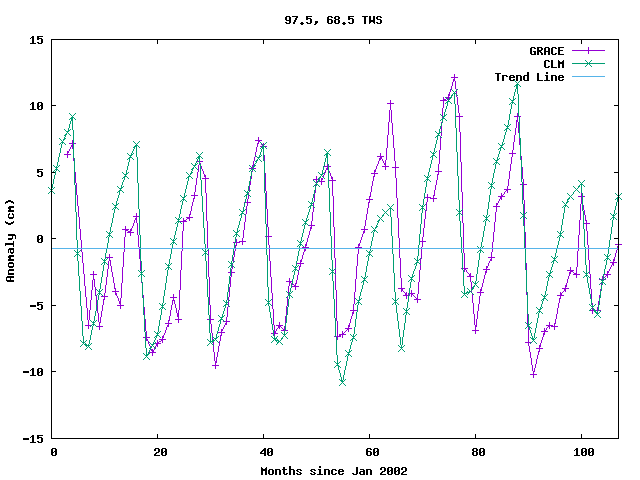 97.5, 68.5 TWS
GRACE
CLM
Trend Line
15
10
5
0
-5
-10
-15
Anomaly (cm)
0 20 40 60 80 100
Months since Jan 2002